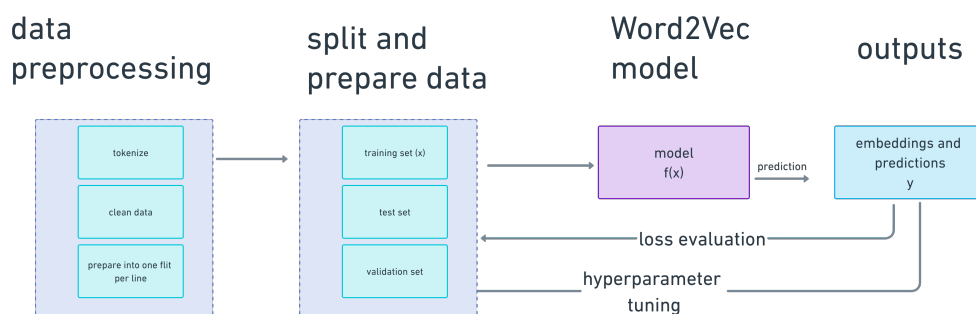 data
preprocessing
split and
prepare data
Word2Vec
model
outputs
tokenize
clean data
prepare into one flit
per line
training set (x)
test set
validation set
model
f(x)
prediction
embeddings and
predictions
y
loss evaluation
hyperparameter
tuning